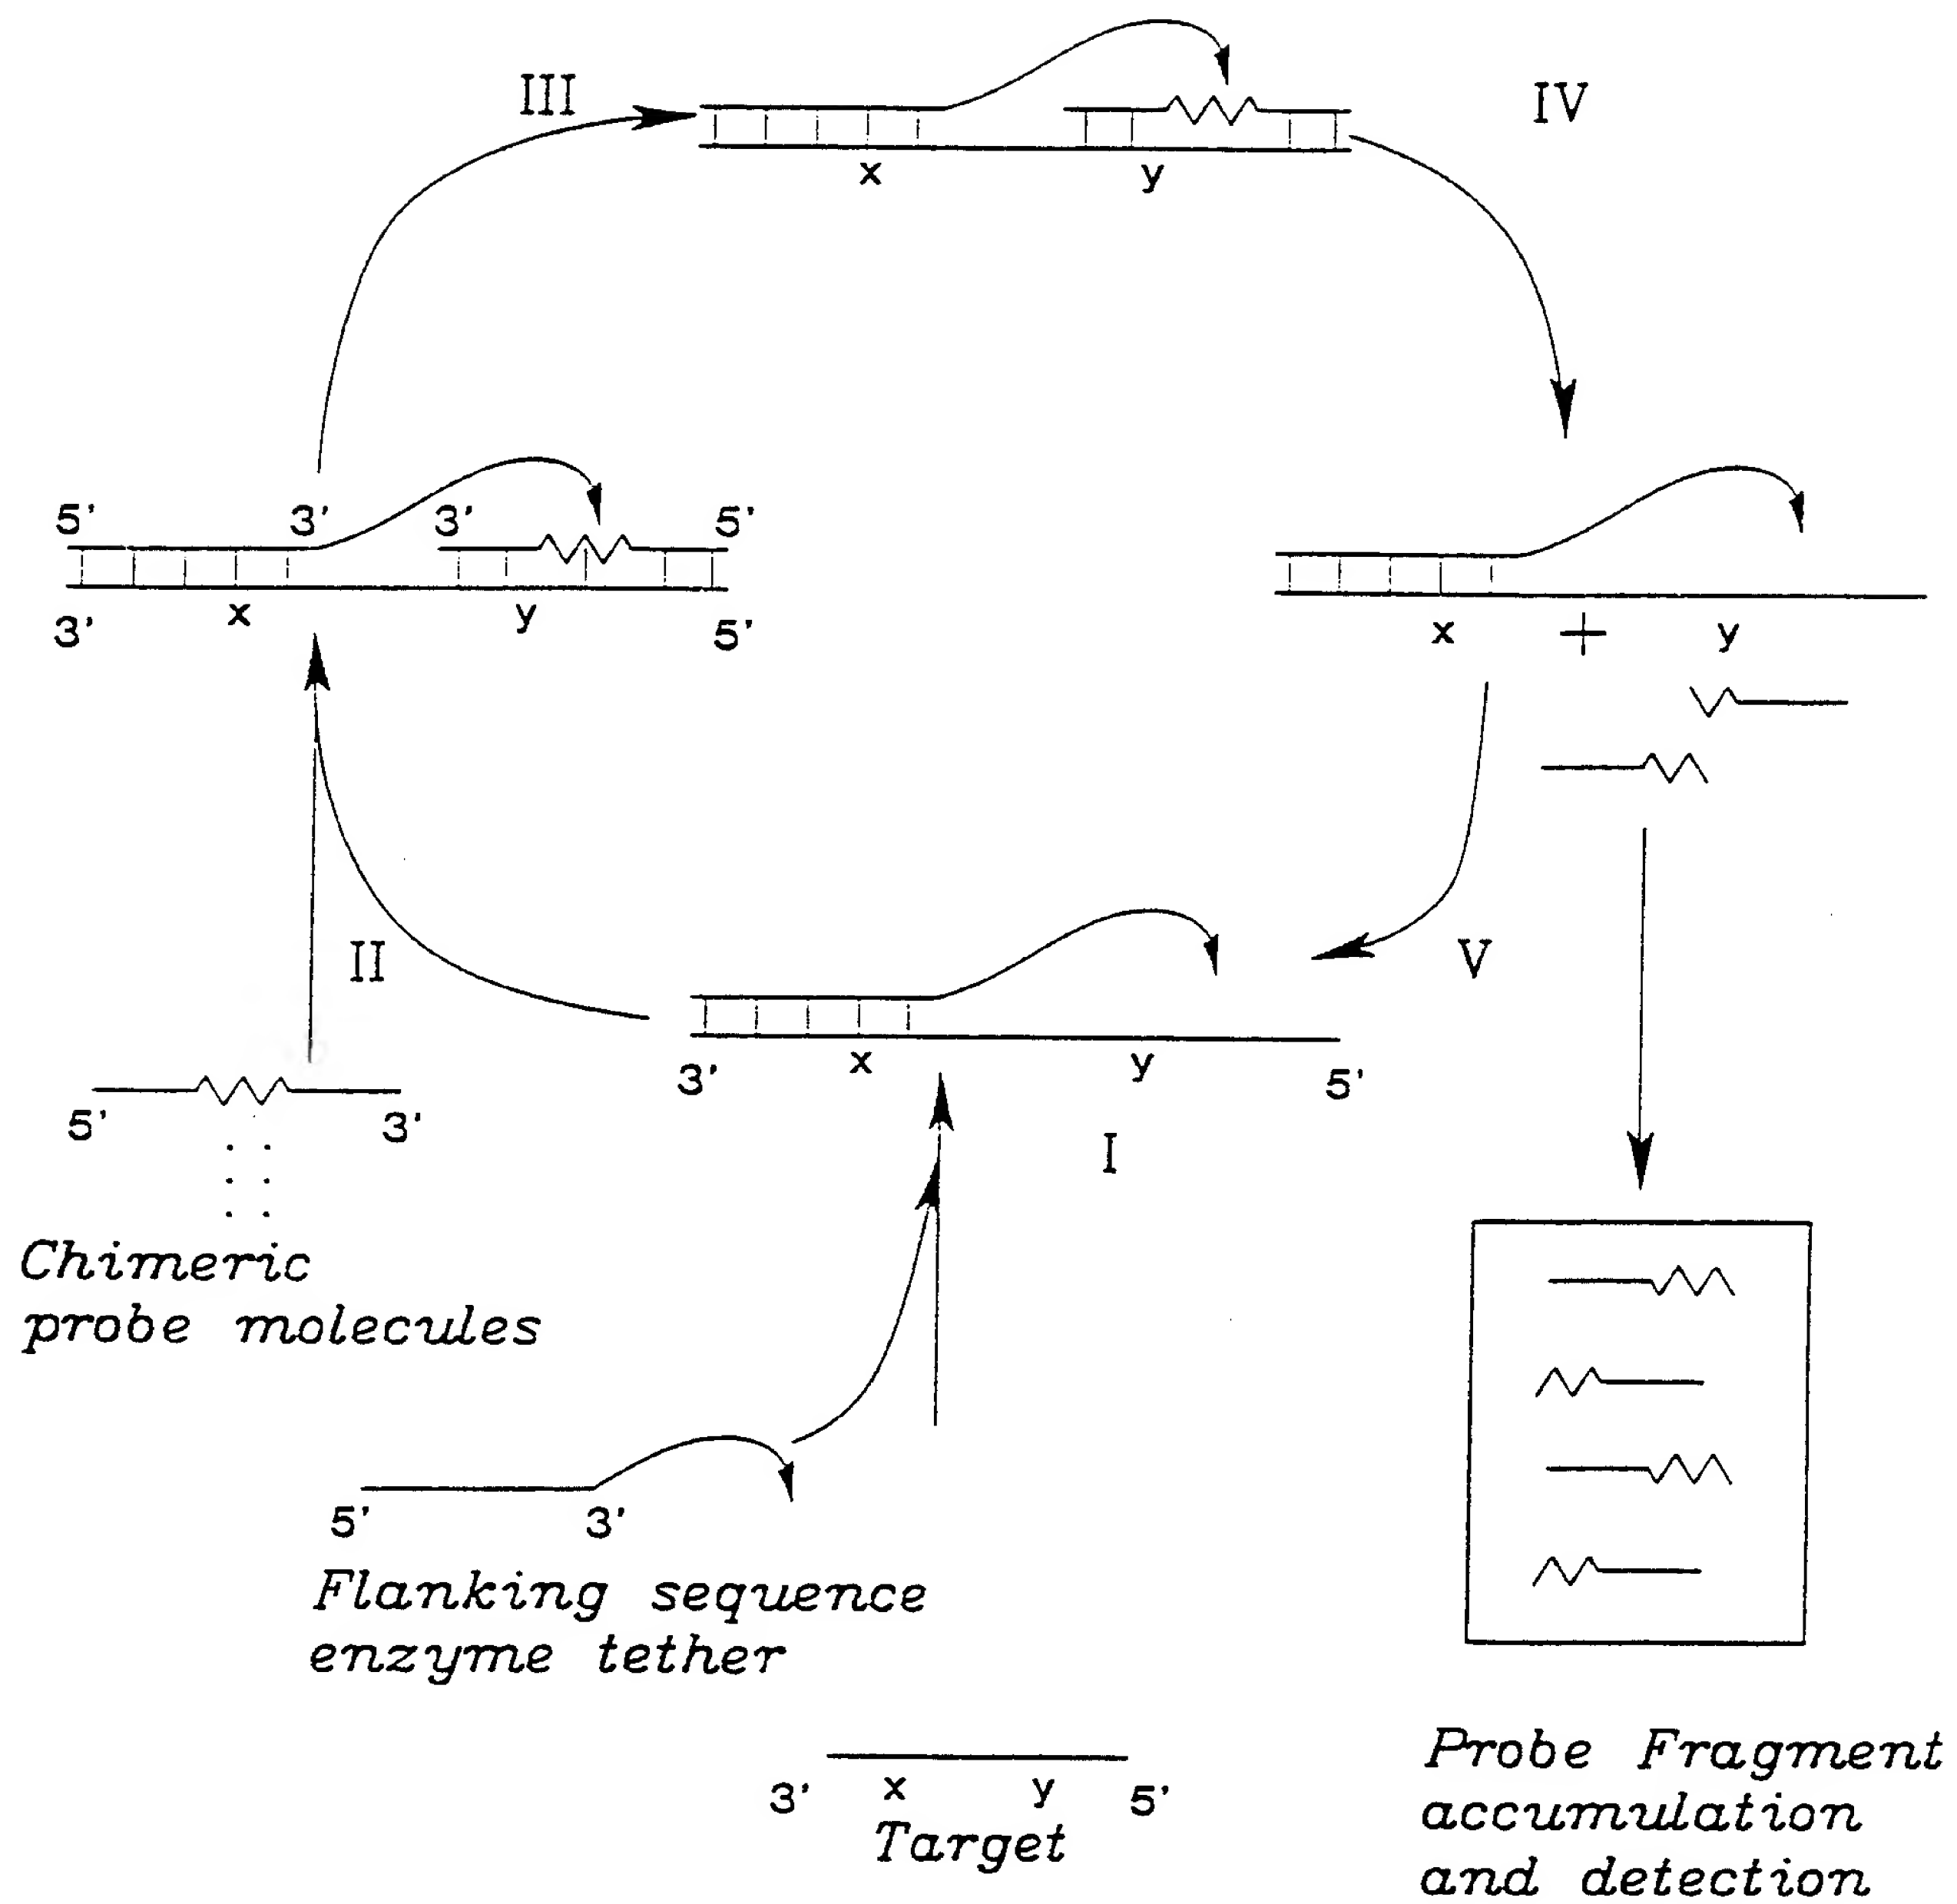 III
IV
x y
5' 3' 3' 5'
x y
3' 5'
x + y
II
V
x y
3' 5'
5' 3'
I
Chimeric
probe molecules
5' 3'
Flanking sequence
enzyme tether
3' x y 5'
Target
Probe Fragment
accumulation
and detection